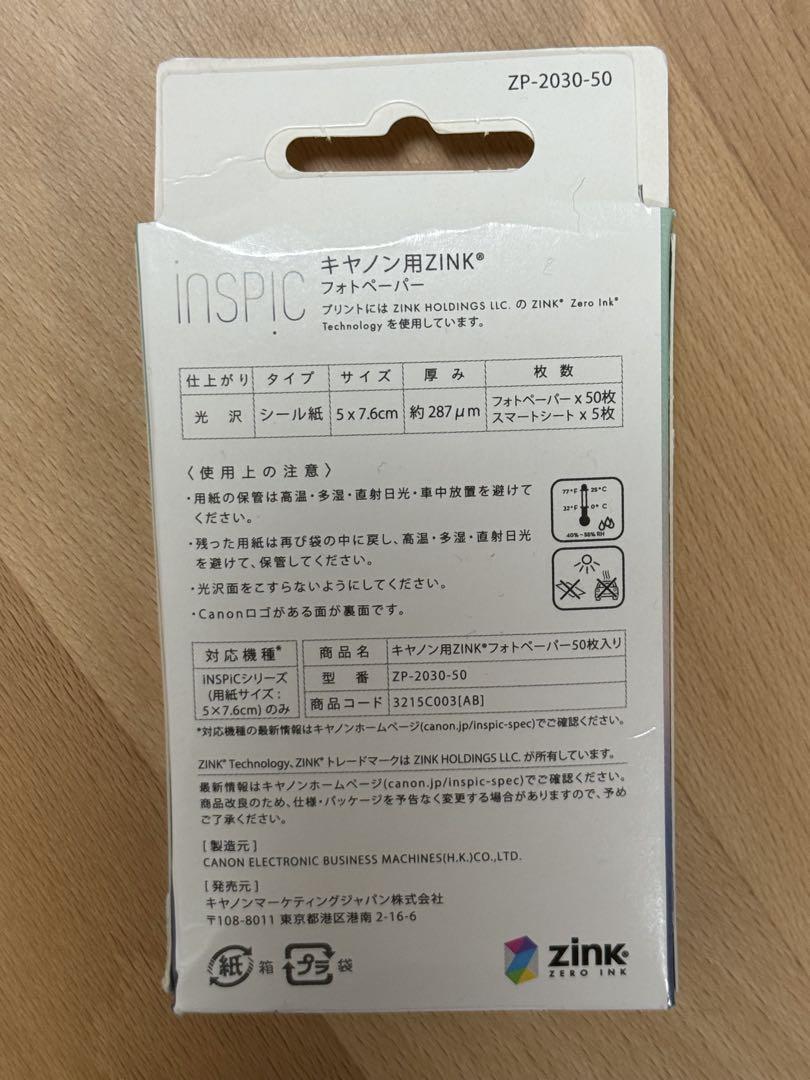 ZP-2030-50
iNSPiC
キヤノン用ZINK®
フォトペーパー
プリントには ZINK HOLDINGS LLC. の ZINK® Zero Ink®
Technology を使用しています。
仕上がり タイプ サイズ 厚み 枚数
光沢 シール紙 5 x 7.6cm 約 287μm フォトペーパー x 50枚
スマートシート x 5枚
〈使用上の注意〉
・用紙の保管は高温・多湿・直射日光・車中放置を避けて
ください。
・残った用紙は再び袋の中に戻し、高温・多湿・直射日光
を避けて、保管してください。
・光沢面をこすらないようにしてください。
・Canonロゴがある面が裏面です。
77°F 25°C
32°F 0°C
40%~55% RH
対応機種*
iNSPiCシリーズ
(用紙サイズ:
5×7.6cm) のみ
商品名 キヤノン用ZINK®フォトペーパー50枚入り
型番 ZP-2030-50
商品コード 3215C003[AB]
*対応機種の最新情報はキヤノンホームページ(canon.jp/inspic-spec)でご確認ください。
ZINK® Technology、ZINK® トレードマークは ZINK HOLDINGS LLC. が所有しています。
最新情報はキヤノンホームページ(canon.jp/inspic-spec)でご確認ください。
商品改良のため、仕様・パッケージを予告なく変更する場合がありますので、予め
ご了承ください。
[製造元]
CANON ELECTRONIC BUSINESS MACHINES(H.K.)CO.,LTD.
[発売元]
キヤノンマーケティングジャパン株式会社
〒108-8011 東京都港区港南 2-16-6
紙 箱 プラ 袋
zink®
ZERO INK